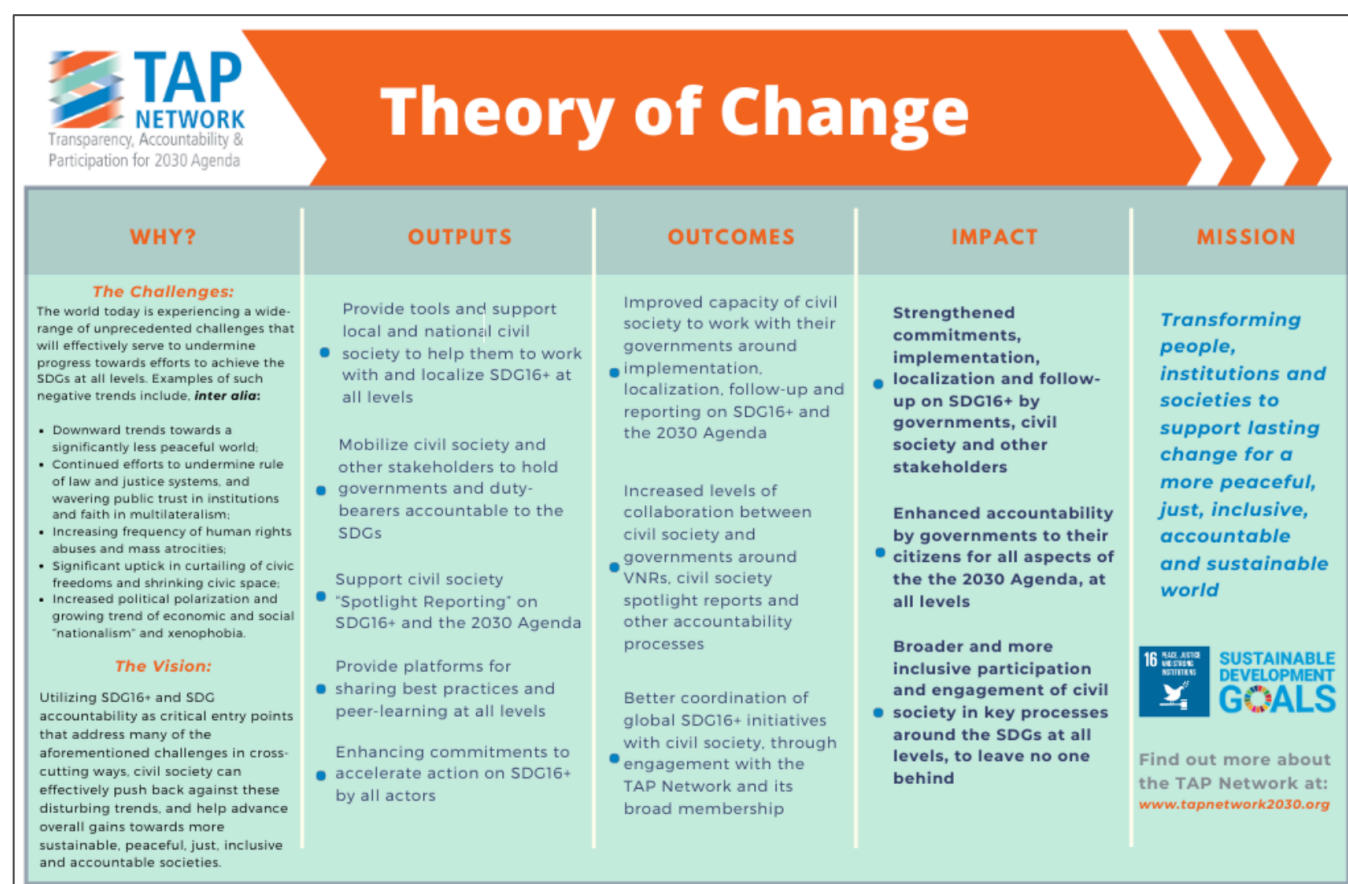 TAP
NETWORK
Transparency, Accountability &
Participation for 2030 Agenda
Theory of Change
WHY?
The Challenges:
The world today is experiencing a wide-
range of unprecedented challenges that
will effectively serve to undermine
progress towards efforts to achieve the
SDGs at all levels. Examples of such
negative trends include, inter alia:
• Downward trends towards a
significantly less peaceful world;
• Continued efforts to undermine rule
of law and justice systems, and
wavering public trust in institutions
and faith in multilateralism;
• Increasing frequency of human rights
abuses and mass atrocities;
• Significant uptick in curtailing of civic
freedoms and shrinking civic space;
• Increased political polarization and
growing trend of economic and social
"nationalism" and xenophobia.
The Vision:
Utilizing SDG16+ and SDG
accountability as critical entry points
that address many of the
aforementioned challenges in cross-
cutting ways, civil society can
effectively push back against these
disturbing trends, and help advance
overall gains towards more
sustainable, peaceful, just, inclusive
and accountable societies.
OUTPUTS
Provide tools and support
local and national civil
• society to help them to work
with and localize SDG16+ at
all levels
Mobilize civil society and
other stakeholders to hold
• governments and duty-
bearers accountable to the
SDGs
Support civil society
• "Spotlight Reporting" on
SDG16+ and the 2030 Agenda
Provide platforms for
• sharing best practices and
peer-learning at all levels
Enhancing commitments to
• accelerate action on SDG16+
by all actors
OUTCOMES
Improved capacity of civil
society to work with their
governments around
• implementation,
localization, follow-up and
reporting on SDG16+ and
the 2030 Agenda
Increased levels of
collaboration between
civil society and
• governments around
VNRs, civil society
spotlight reports and
other accountability
processes
Better coordination of
global SDG16+ initiatives
with civil society, through
• engagement with the
TAP Network and its
broad membership
IMPACT
Strengthened
commitments,
implementation,
• localization and follow-
up on SDG16+ by
governments, civil
society and other
stakeholders
Enhanced accountability
by governments to their
• citizens for all aspects of
the the 2030 Agenda, at
all levels
Broader and more
inclusive participation
and engagement of civil
• society in key processes
around the SDGs at all
levels, to leave no one
behind
MISSION
Transforming
people,
institutions and
societies to
support lasting
change for a
more peaceful,
just, inclusive,
accountable
and sustainable
world
16 PEACE, JUSTICE
AND STRONG
INSTITUTIONS
SUSTAINABLE
DEVELOPMENT
GOALS
Find out more about
the TAP Network at:
www.tapnetwork2030.org